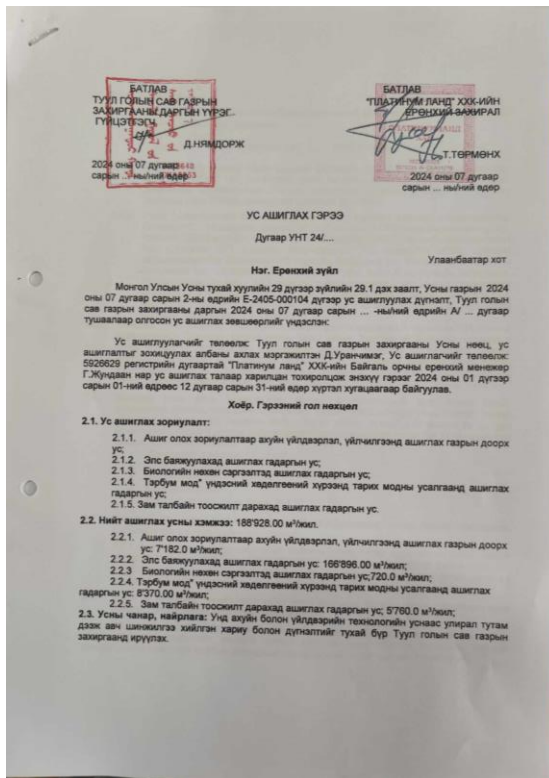 БАТЛАВ
ТУУЛ ГОЛЫН САВ ГАЗРЫН
ЗАХИРГААНЫ ДАРГЫН ҮҮРЭГ
ГҮЙЦЭТГЭГЧ
Д.НЯМДОРЖ
2024 оны 07 дугаар
сарын ... ны/ний өдөр
БАТЛАВ
"ПЛАТИНУМ ЛАНД" ХХК-ИЙН
ЕРӨНХИЙ ЗАХИРАЛ
Т.ТӨРМӨНХ
2024 оны 07 дугаар
сарын ... ны/ний өдөр
УС АШИГЛАХ ГЭРЭЭ
Дугаар УНТ 24/....
Улаанбаатар хот
Нэг. Ерөнхий зүйл
Монгол Улсын Усны тухай хуулийн 29 дүгээр зүйлийн 29.1 дэх заалт, Усны газрын 2024
оны 07 дугаар сарын 2-ны өдрийн Е-2405-000104 дүгээр ус ашиглуулах дүгнэлт, Туул голын
сав газрын захиргааны даргын 2024 оны 07 дугаар сарын ... -ны/ний өдрийн А/ ... дугаар
тушаалаар олгосон ус ашиглах зөвшөөрлийг үндэслэн:
Ус ашиглуулагчийг төлөөлж: Туул голын сав газрын захиргааны Усны нөөц, ус
ашиглалтыг зохицуулах албаны ахлах мэргэжилтэн Д.Уранчимэг, Ус ашиглагчийг төлөөлж:
5926629 регистрийн дугаартай "Платинум ланд" ХХК-ийн Байгаль орчны ерөнхий менежер
Г.Жундаан нар ус ашиглах талаар харилцан тохиролцож энэхүү гэрээг 2024 оны 01 дүгээр
сарын 01-ний өдрөөс 12 дугаар сарын 31-ний өдөр хүртэл хугацаагаар байгуулав.
Хоёр. Гэрээний гол нөхцөл
2.1. Ус ашиглах зориулалт:
2.1.1. Ашиг олох зориулалтаар ахуйн үйлдвэрлэл, үйлчилгээнд ашиглах газрын доорх
ус;
2.1.2. Элс баяжуулахад ашиглах гадаргын ус;
2.1.3. Биологийн нөхөн сэргээлтэд ашиглах гадаргын ус;
2.1.4. Тэрбум мод" үндэсний хөдөлгөөний хүрээнд тарих модны усалгаанд ашиглах
гадаргын ус;
2.1.5. Зам талбайн тоосжилт дарахад ашиглах гадаргын ус.
2.2. Нийт ашиглах усны хэмжээ: 188'928.00 м³/жил.
2.2.1. Ашиг олох зориулалтаар ахуйн үйлдвэрлэл, үйлчилгээнд ашиглах газрын доорх
ус: 7'182.0 м³/жил;
2.2.2. Элс баяжуулахад ашиглах гадаргын ус: 166'896.00 м³/жил;
2.2.3 Биологийн нөхөн сэргээлтэд ашиглах гадаргын ус;720.0 м³/жил;
2.2.4. Тэрбум мод" үндэсний хөдөлгөөний хүрээнд тарих модны усалгаанд ашиглах
гадаргын ус: 8'370.00 м³/жил;
2.2.5. Зам талбайн тоосжилт дарахад ашиглах гадаргын ус; 5'760.0 м³/жил;
2.3. Усны чанар, найрлага: Унд ахуйн болон үйлдвэрийн технологийн уснаас улирал тутам
дээж авч шинжилгээ хийлгэн хариу болон дүгнэлтийг тухай бүр Туул голын сав газрын
захиргаанд ирүүлэх.